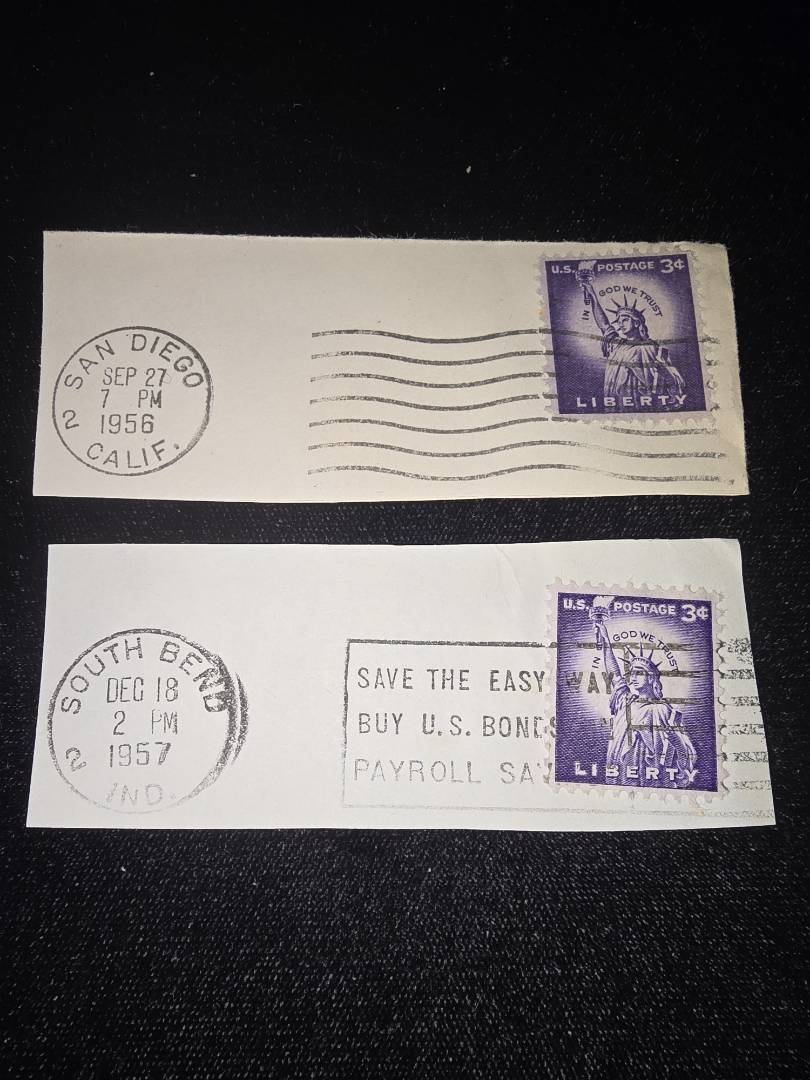 SAN DIEGO
SEP 27
7 PM
1956
2 CALIF.
U.S. POSTAGE 3¢
IN GOD WE TRUST
LIBERTY
SOUTH BEND
DEC 18
2 PM
1957
2 IND.
SAVE THE EASY WAY
BUY U.S. BONDS
PAYROLL
U.S. POSTAGE 3¢
IN GOD WE TRUST
LIBERTY